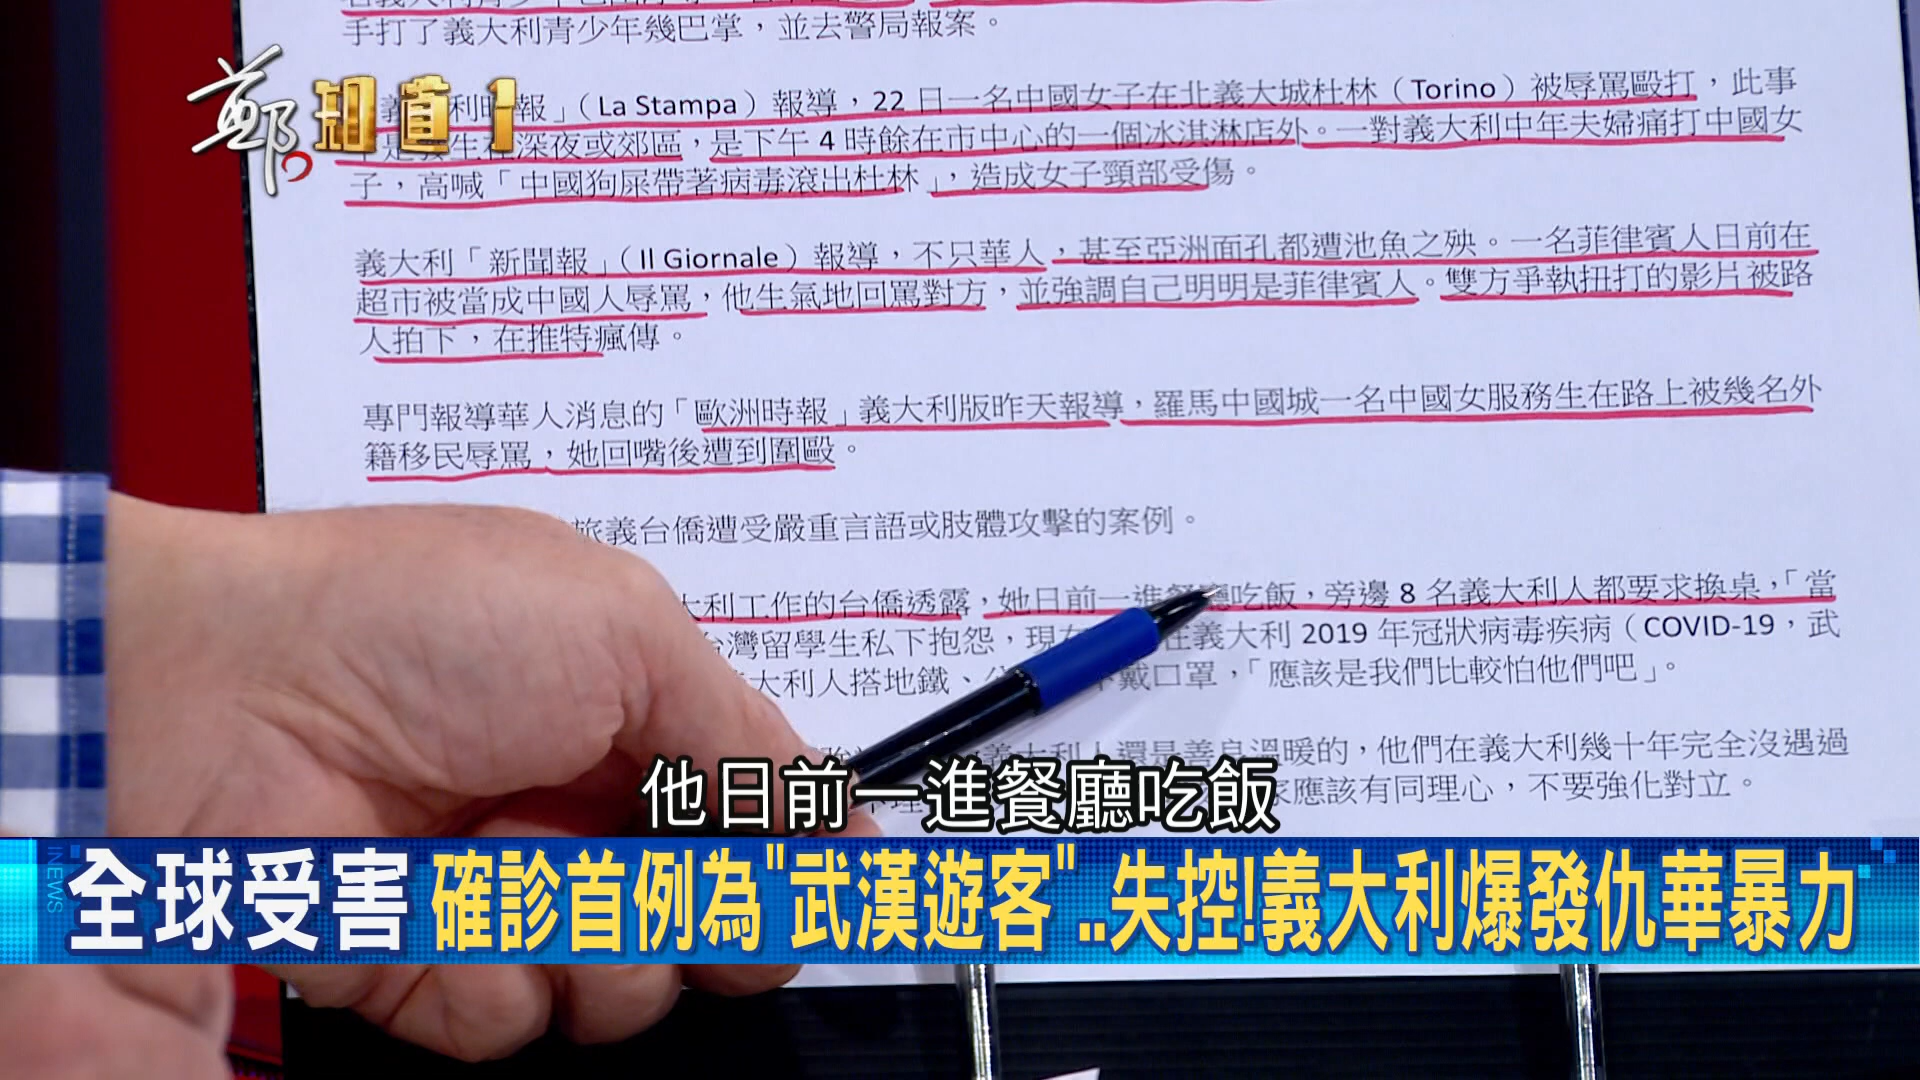 手打了義大利青少年幾巴掌，並去警局報案。
鄭知道了
報」（La Stampa）報導，22 日一名中國女子在北義大城杜林（Torino）被辱罵毆打，此事
深夜或郊區，是下午 4 時餘在市中心的一個冰淇淋店外。一對義大利中年夫婦痛打中國女
子，高喊「中國狗屎帶著病毒滾出杜林」，造成女子頸部受傷。
義大利「新聞報」（Il Giornale）報導，不只華人，甚至亞洲面孔都遭池魚之殃。一名菲律賓人日前在
超市被當成中國人辱罵，他生氣地回罵對方，並強調自己明明是菲律賓人。雙方爭執扭打的影片被路
人拍下，在推特瘋傳。
專門報導華人消息的「歐洲時報」義大利版昨天報導，羅馬中國城一名中國女服務生在路上被幾名外
籍移民辱罵，她回嘴後遭到圍毆。
旅義台僑遭受嚴重言語或肢體攻擊的案例。
大利工作的台僑透露，她日前一進餐廳吃飯，旁邊 8 名義大利人都要求換桌，「當
台灣留學生私下抱怨，現在義大利 2019 年冠狀病毒疾病（COVID-19，武
大利人搭地鐵、戴口罩，「應該是我們比較怕他們吧」。
義大利人還是善良溫暖的，他們在義大利幾十年完全沒遇過
家應該有同理心，不要強化對立。
他日前一進餐廳吃飯
iNEWS
全球受害 確診首例為"武漢遊客"..失控!義大利爆發仇華暴力